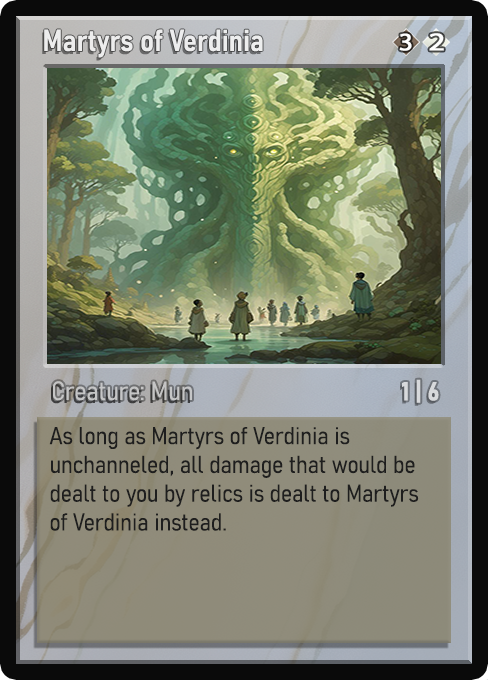 Martyrs of Verdinia 3 2
Creature: Mun 1|6
As long as Martyrs of Verdinia is
unchanneled, all damage that would be
dealt to you by relics is dealt to Martyrs
of Verdinia instead.